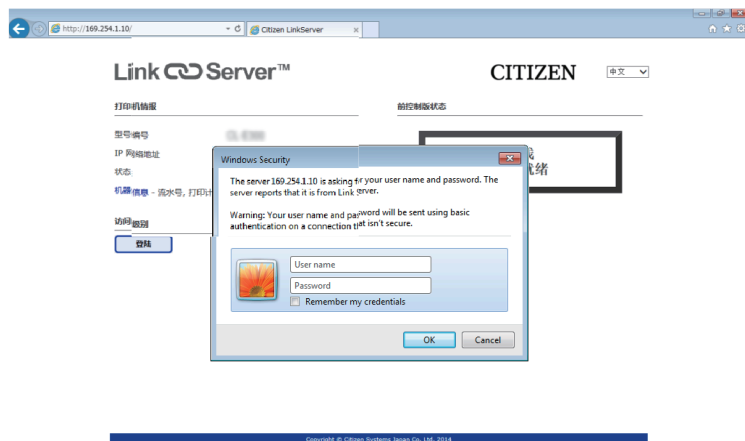 http://169.254.1.10/
Citizen LinkServer
Link Server™
CITIZEN
中文
打印机情报
前控制版状态
型号编号
IP 网络地址
状态
机器信息 - 流水号, 打印计
就绪
访问级别
登陆
Windows Security
The server 169.254.1.10 is asking for your user name and password. The
server reports that it is from Link Server.
Warning: Your user name and password will be sent using basic
authentication on a connection that isn't secure.
User name
Password
Remember my credentials
OK
Cancel
Copyright © Citizen Systems Japan Co., Ltd. 2014